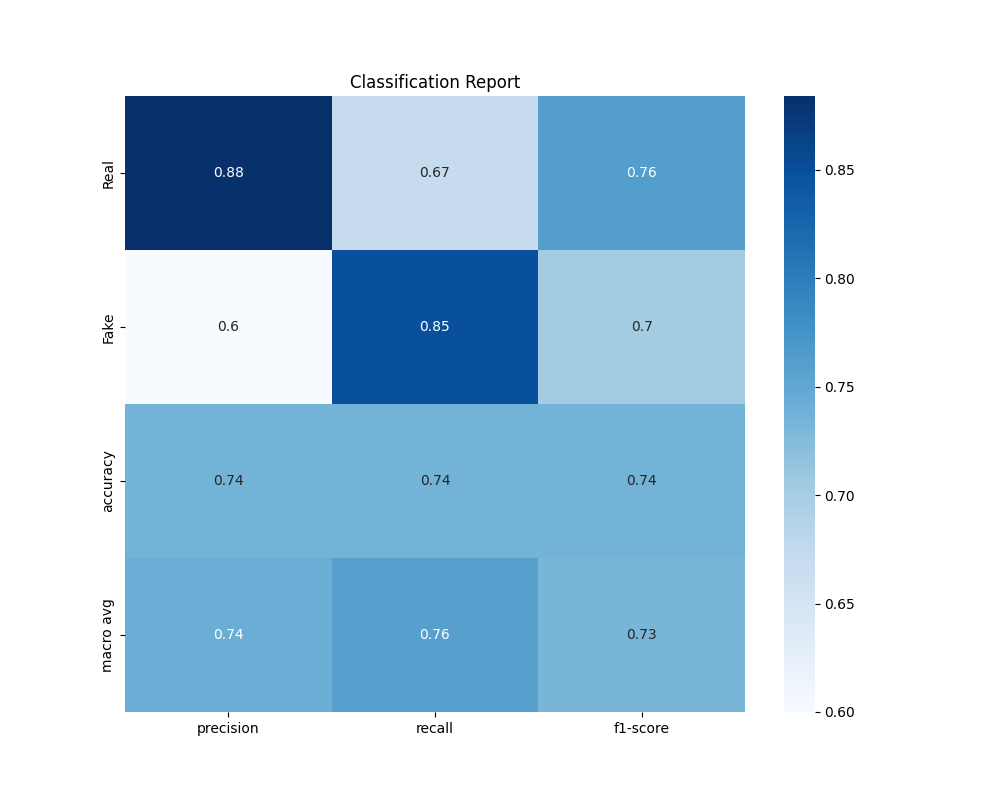 Classification Report
Real 0.88 0.67 0.76
Fake 0.6 0.85 0.7
accuracy 0.74 0.74 0.74
macro avg 0.74 0.76 0.73
precision recall f1-score
0.85
0.80
0.75
0.70
0.65
0.60